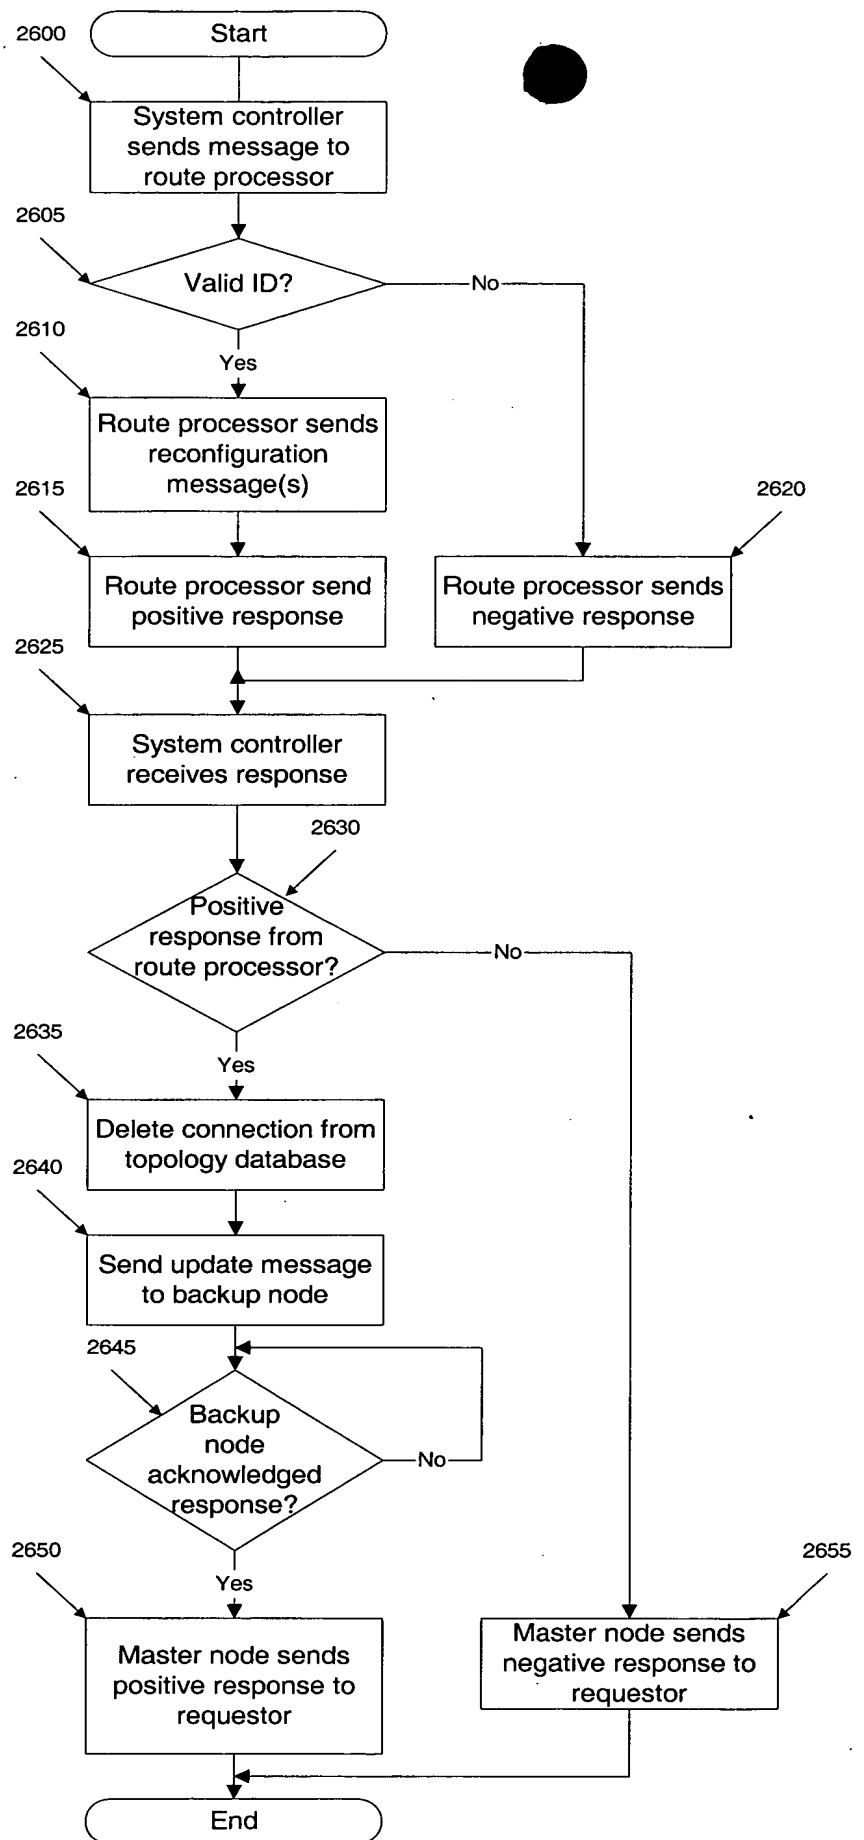 Start
2600
System controller
sends message to
route processor
2605
Valid ID?
No
2610
Yes
Route processor sends
reconfiguration
message(s)
2615
2620
Route processor send
positive response
Route processor sends
negative response
2625
System controller
receives response
2630
Positive
response from
route processor?
No
2635
Yes
Delete connection from
topology database
2640
Send update message
to backup node
2645
Backup
node
acknowledged
response?
No
2650
Yes
2655
Master node sends
positive response to
requestor
Master node sends
negative response to
requestor
End